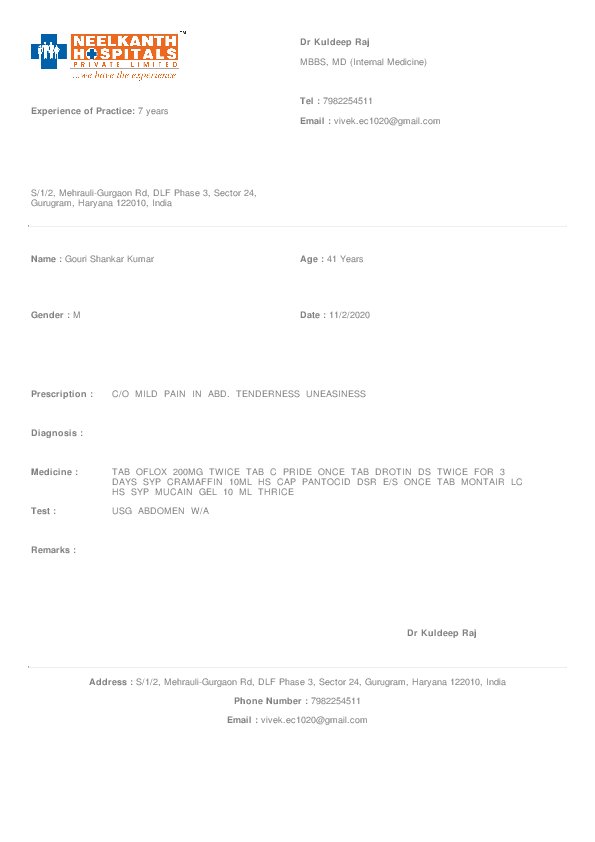 NEELKANTH
HOSPITALS
PRIVATE LIMITED
...we have the experience
TM
Dr Kuldeep Raj
MBBS, MD (Internal Medicine)
Tel : 7982254511
Experience of Practice: 7 years
Email : vivek.ec1020@gmail.com
S/1/2, Mehrauli-Gurgaon Rd, DLF Phase 3, Sector 24,
Gurugram, Haryana 122010, India
Name : Gouri Shankar Kumar
Age : 41 Years
Gender : M
Date : 11/2/2020
Prescription : C/O MILD PAIN IN ABD. TENDERNESS UNEASINESS
Diagnosis :
Medicine : TAB OFLOX 200MG TWICE TAB C PRIDE ONCE TAB DROTIN DS TWICE FOR 3
DAYS SYP CRAMAFFIN 10ML HS CAP PANTOCID DSR E/S ONCE TAB MONTAIR LC
HS SYP MUCAIN GEL 10 ML THRICE
Test : USG ABDOMEN W/A
Remarks :
Dr Kuldeep Raj
Address : S/1/2, Mehrauli-Gurgaon Rd, DLF Phase 3, Sector 24, Gurugram, Haryana 122010, India
Phone Number : 7982254511
Email : vivek.ec1020@gmail.com